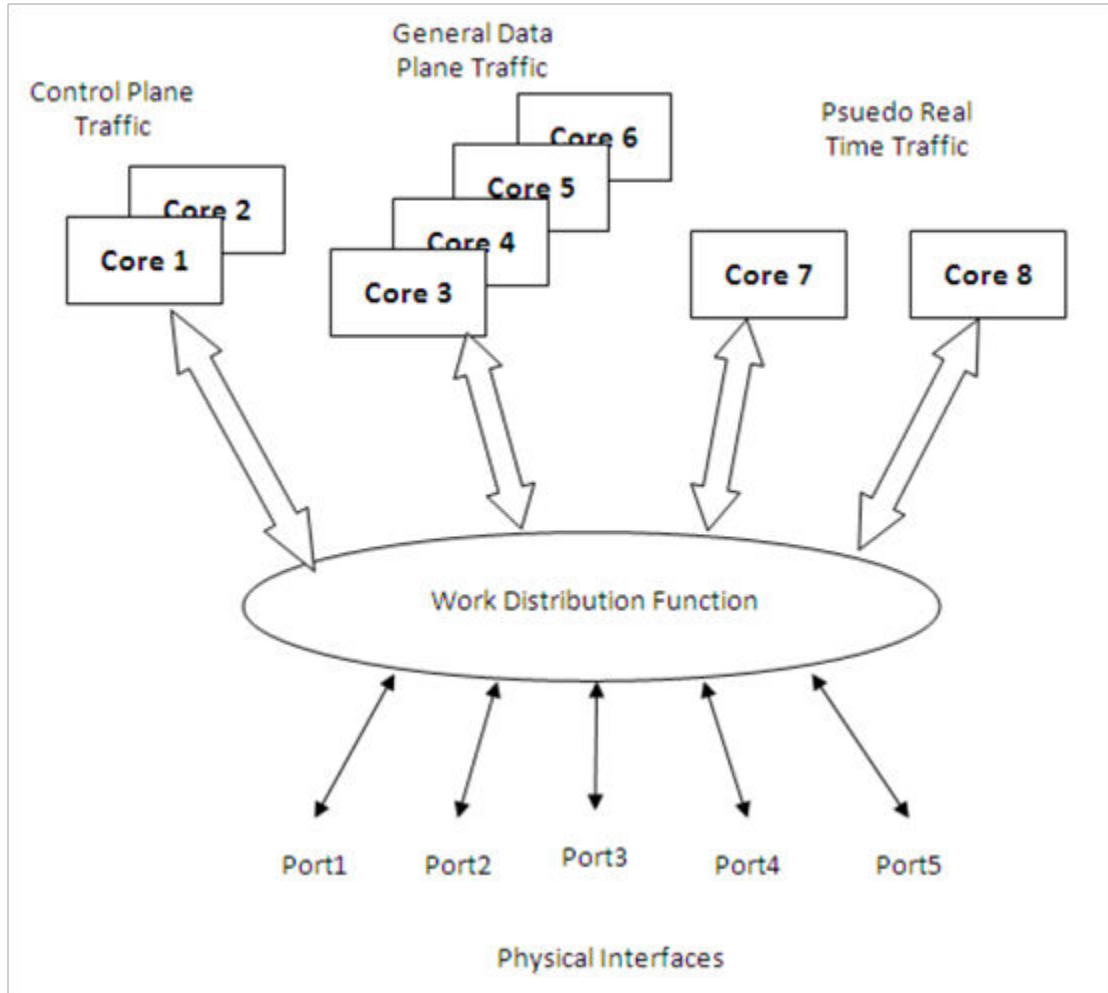 General Data
Plane Traffic
Control Plane
Traffic
Psuedo Real
Time Traffic
Core 6
Core 5
Core 2
Core 4
Core 1
Core 3
Core 7
Core 8
Work Distribution Function
Port1
Port2
Port3
Port4
Port5
Physical Interfaces